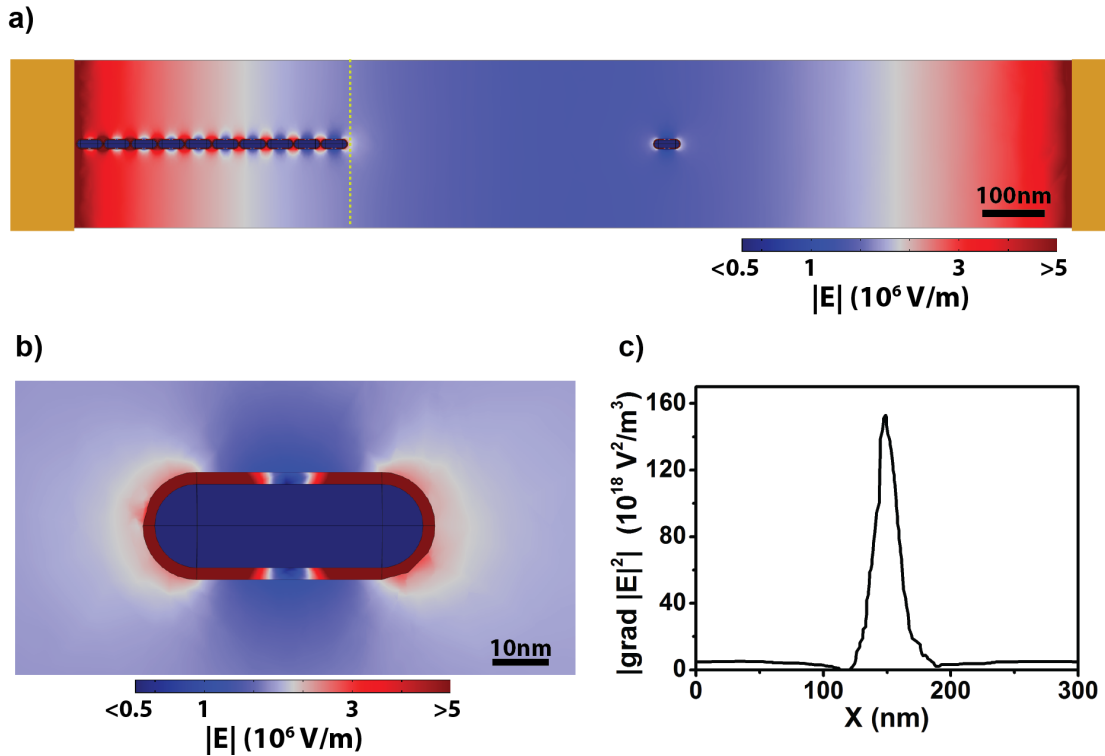 a)
100nm
<0.5 1 3 >5
|E| (10⁶ V/m)
b)
10nm
<0.5 1 3 >5
|E| (10⁶ V/m)
c)
|grad |E|²| (10¹⁸ V²/m³)
160
120
80
40
0
0 100 200 300
X (nm)